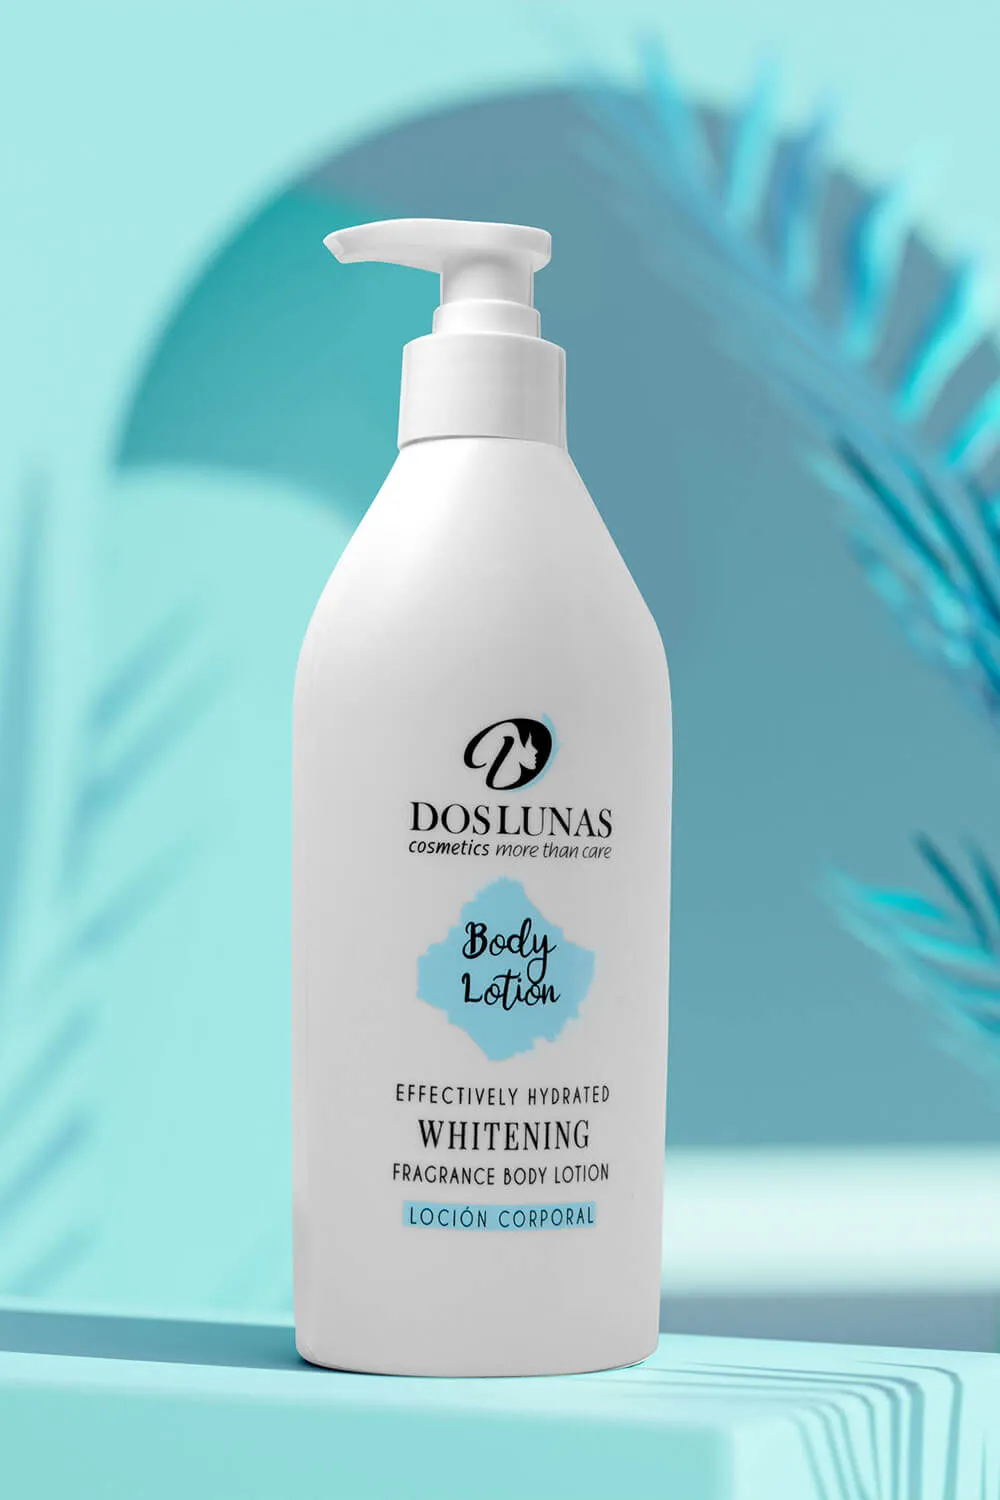 DOSLUNAS
cosmetics more than care
Body
Lotion
EFFECTIVELY HYDRATED
WHITENING
FRAGRANCE BODY LOTION
LOCIÓN CORPORAL